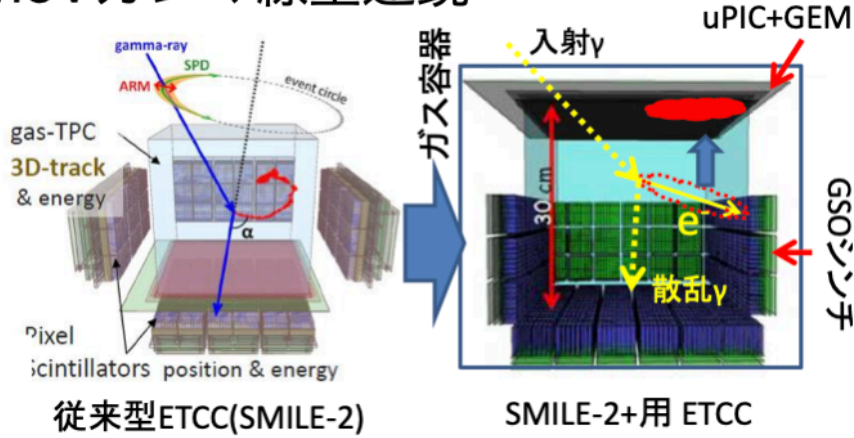 gamma-ray
SPD
ARM
event circle
gas-TPC
3D-track
& energy
α
Pixel
Scintillators
position & energy
従来型ETCC(SMILE-2)
uPIC+GEM
入射γ
ガス容器
30 cm
e
散乱γ
GSOシンチ
SMILE-2+用 ETCC